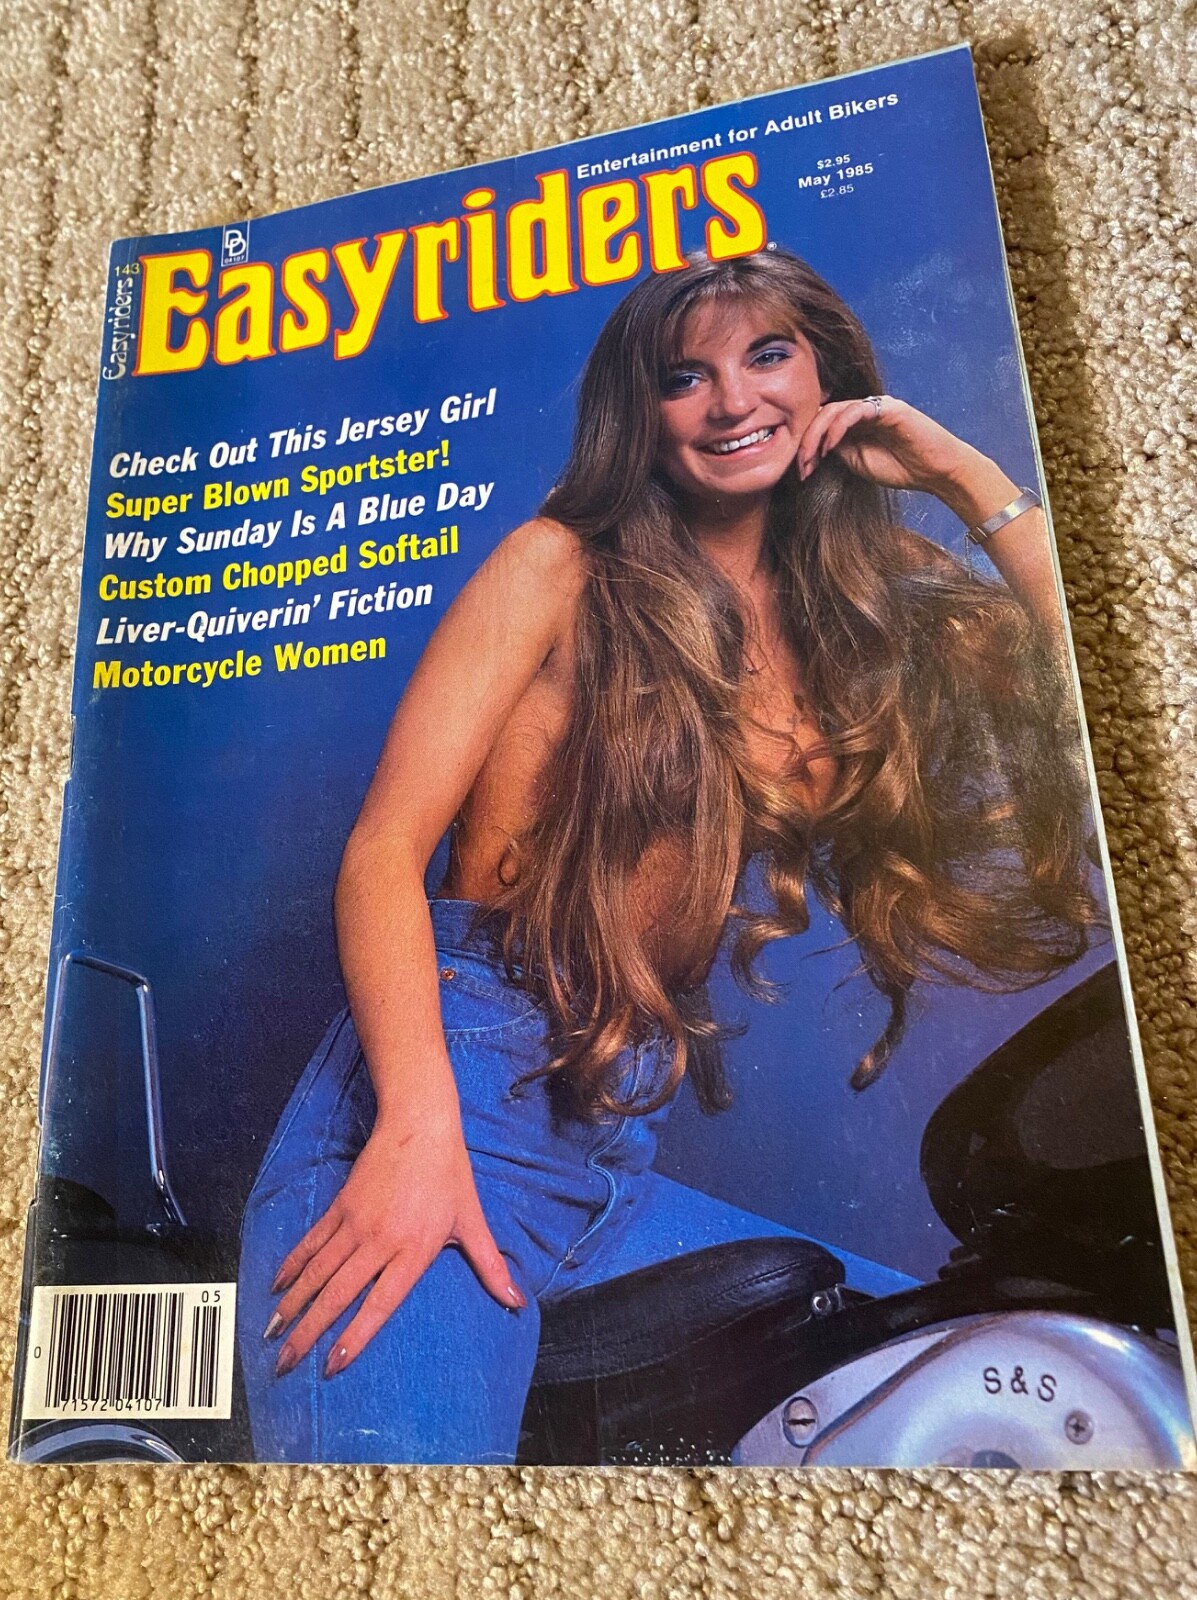 Entertainment for Adult Bikers
$2.95
May 1985
£2.85
DD
04107
143
Easyriders
Easyriders®
Check Out This Jersey Girl
Super Blown Sportster!
Why Sunday Is A Blue Day
Custom Chopped Softail
Liver-Quiverin' Fiction
Motorcycle Women
S&S
05
0 71572 04107